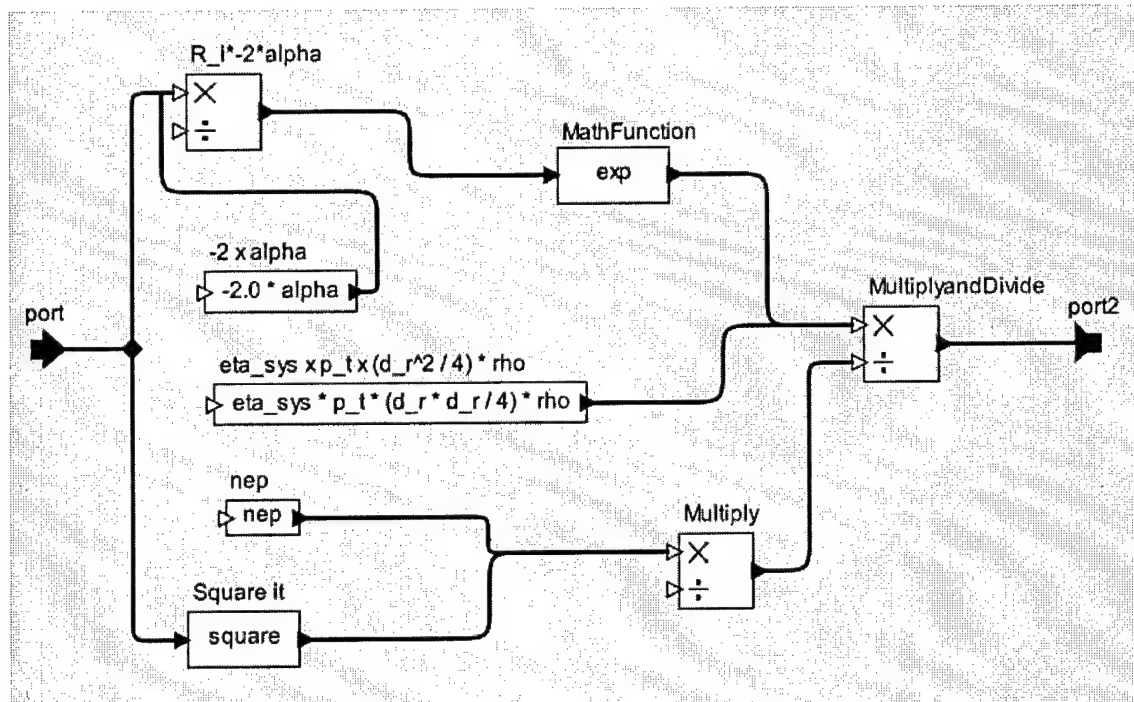 R_i*-2*alpha
×
÷
MathFunction
exp
-2 x alpha
-2.0 * alpha
MultiplyandDivide
×
÷
port
port2
eta_sys x p_t x (d_r^2 / 4) * rho
eta_sys * p_t * (d_r * d_r / 4) * rho
nep
nep
Multiply
×
÷
Square it
square